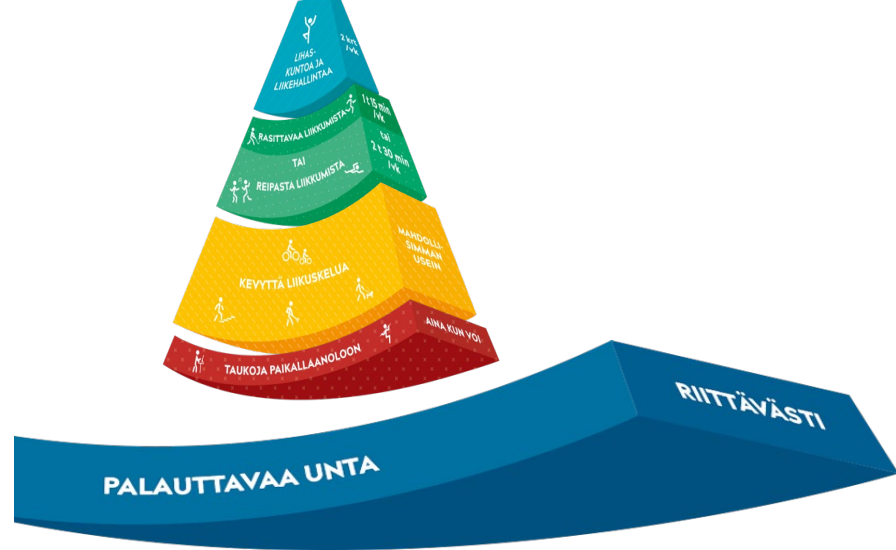 LIHAS-
KUNTOA JA
LIIKEHALLINTAA
2 krt
/vk
RASITTAVAA LIIKKUMISTA
1 t 15 min
/vk
TAI
tai
REIPASTA LIIKKUMISTA
2 t 30 min
/vk
KEVYTTÄ LIIKUSKELUA
MAHDOLLI-
SIMMAN
USEIN
TAUKOJA PAIKALLAANOLOON
AINA KUN VOI
PALAUTTAVAA UNTA
RIITTÄVÄSTI